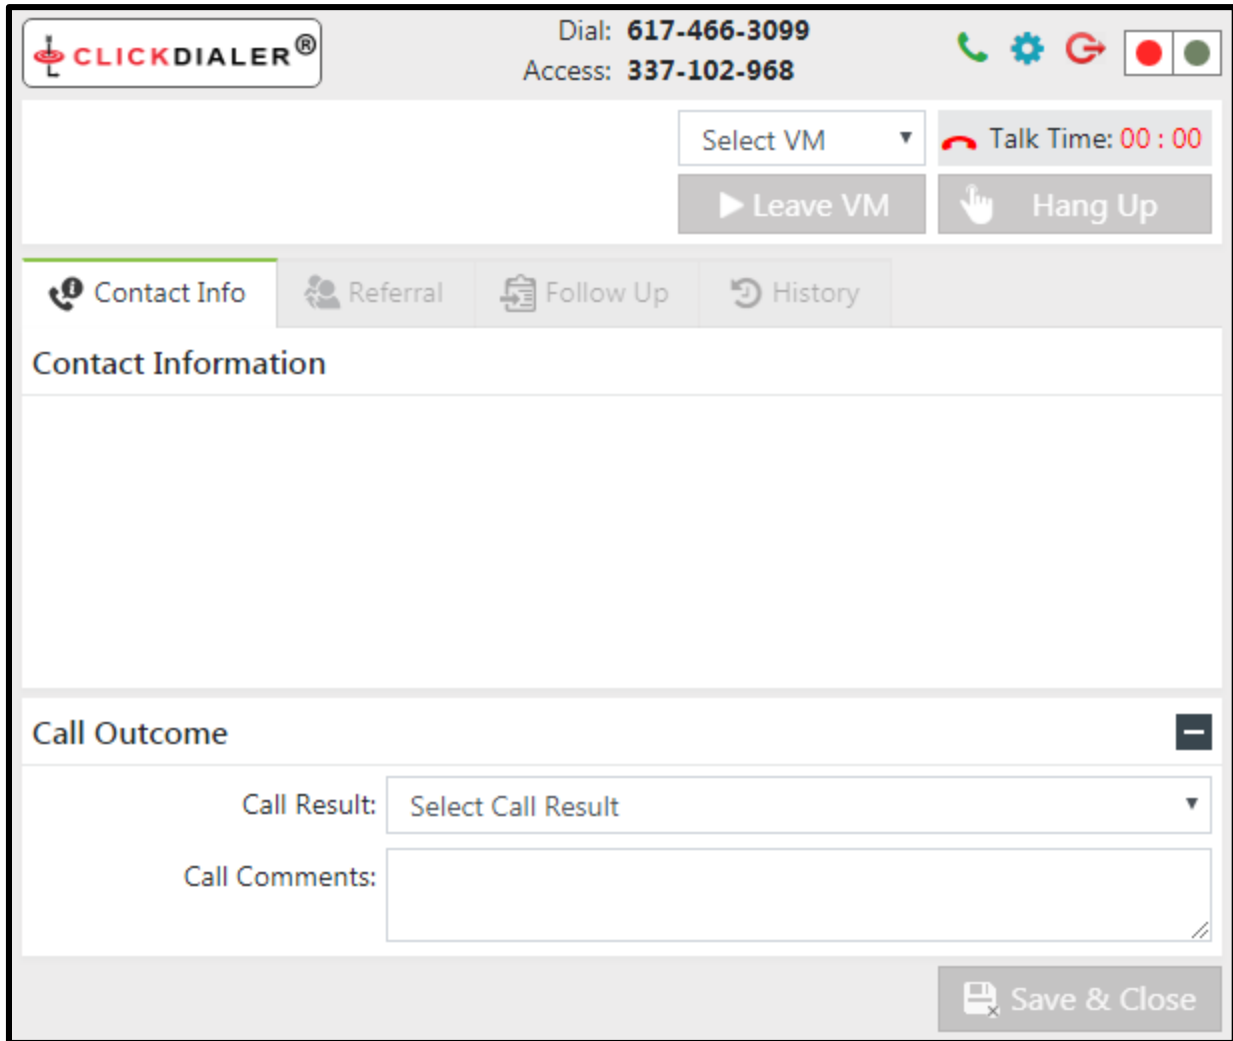 CLICKDIALER®
Dial: 617-466-3099
Access: 337-102-968
Select VM
Talk Time: 00 : 00
Leave VM
Hang Up
Contact Info
Referral
Follow Up
History
Contact Information
Call Outcome
Call Result: Select Call Result
Call Comments:
Save & Close